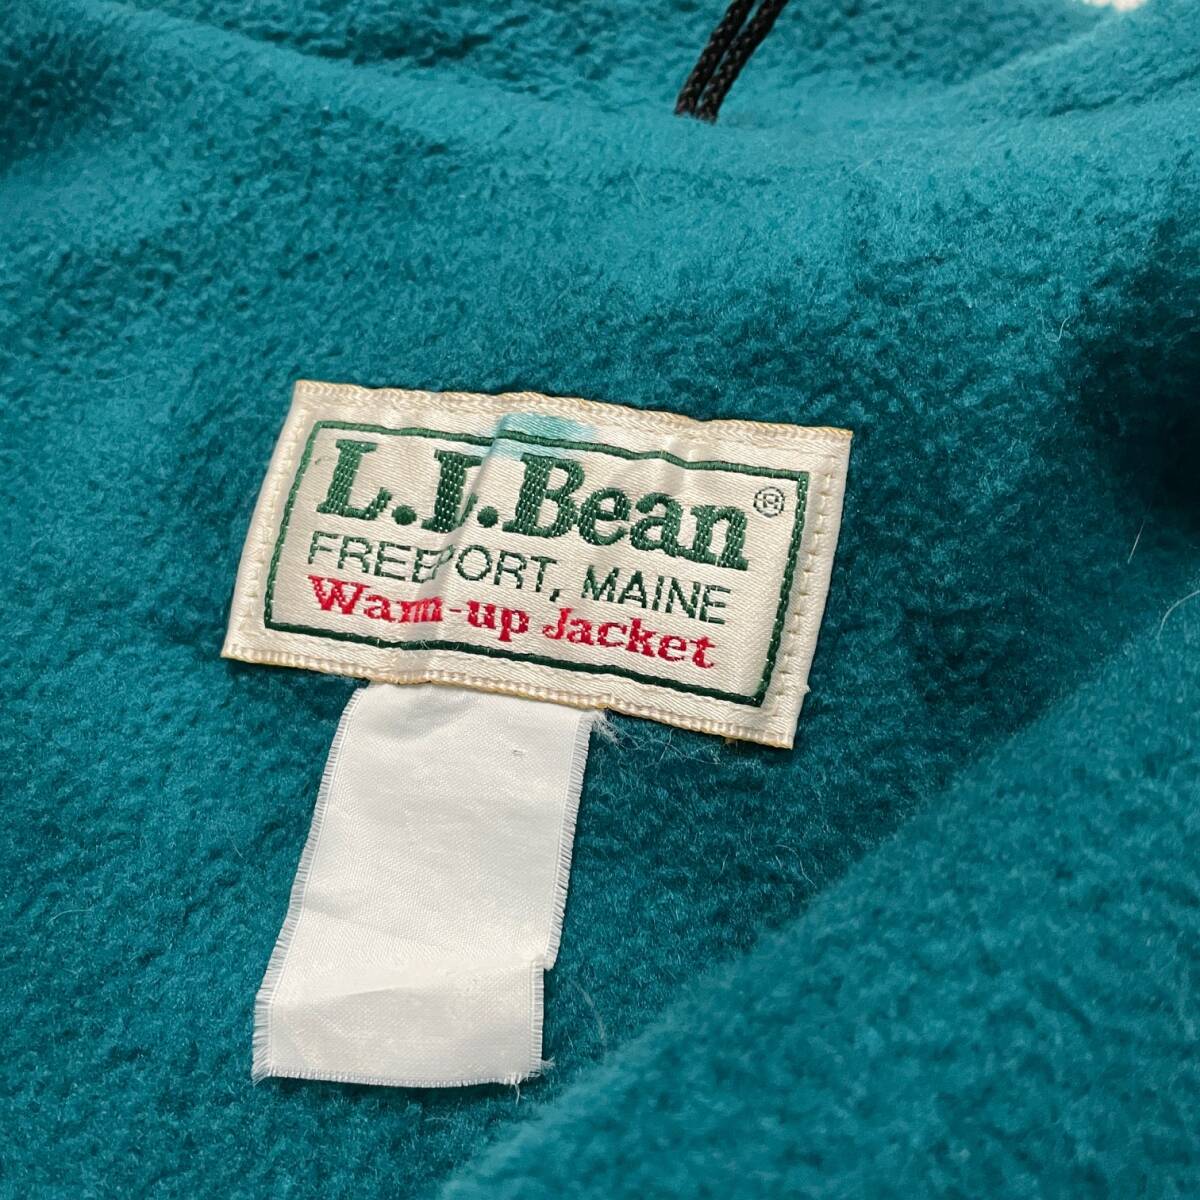 L.L.Bean®
FREEPORT, MAINE
Warm-up Jacket